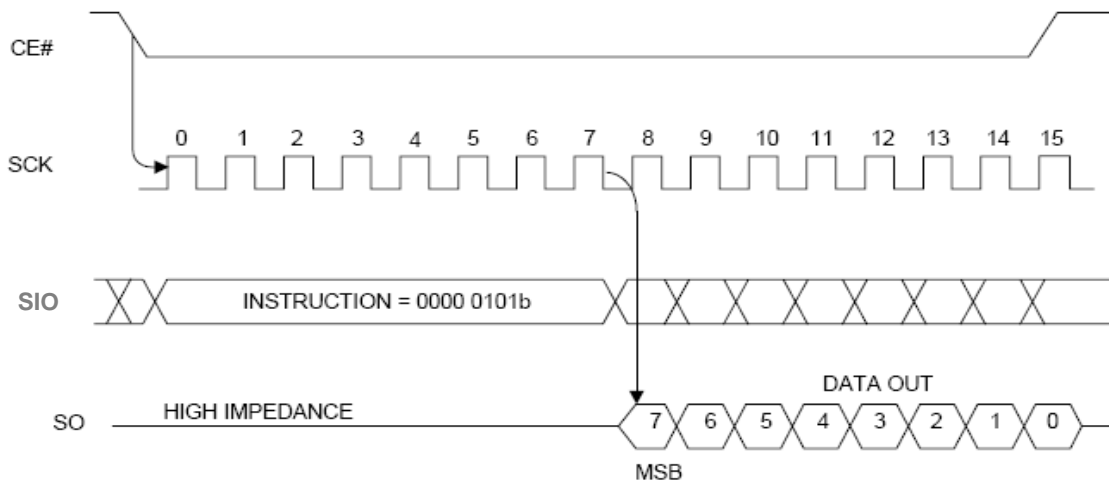 CE#
0 1 2 3 4 5 6 7 8 9 10 11 12 13 14 15
SCK
SIO INSTRUCTION = 0000 0101b
DATA OUT
HIGH IMPEDANCE
SO 7 6 5 4 3 2 1 0
MSB